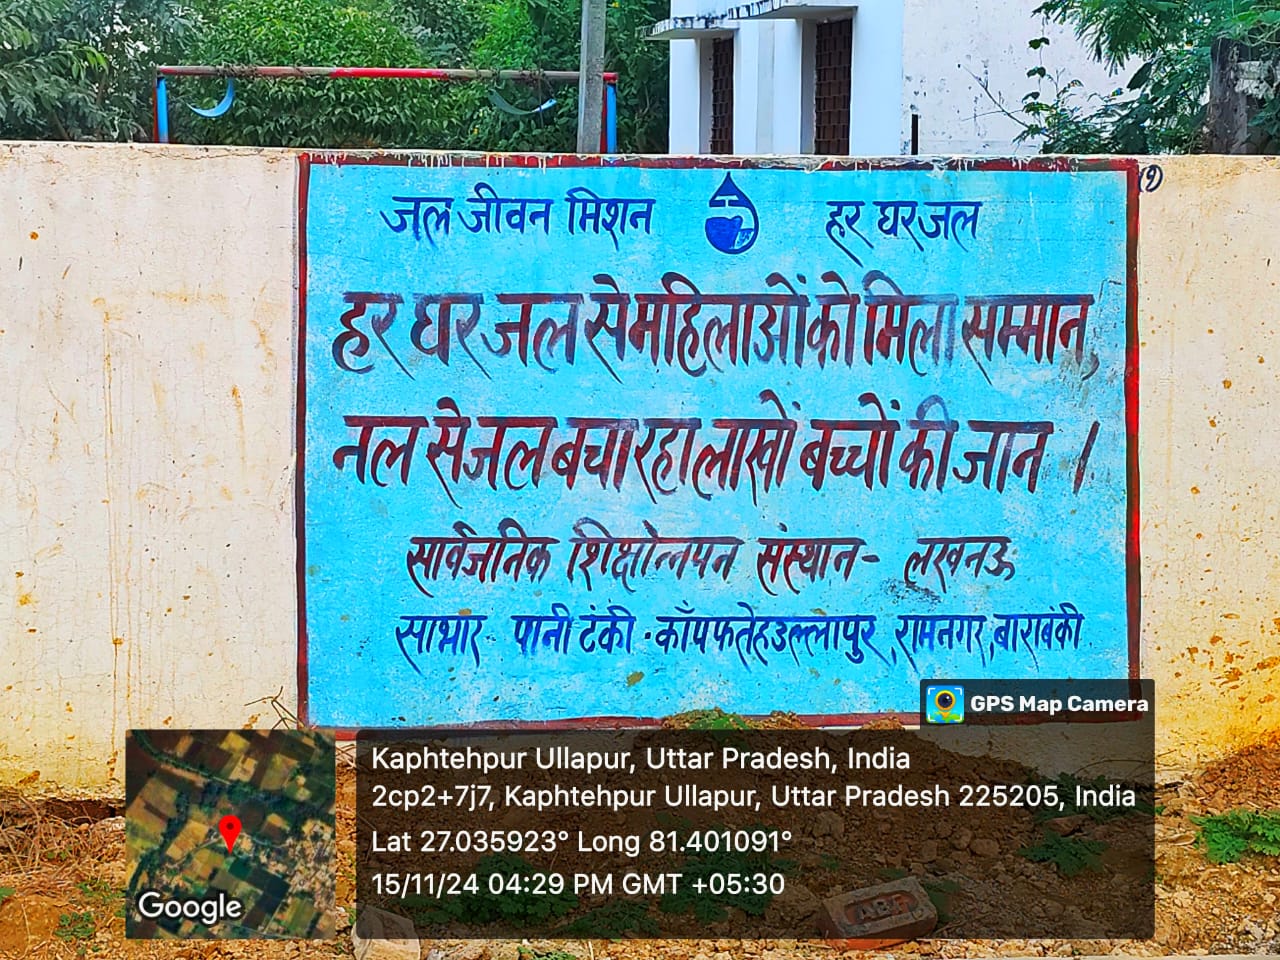 जल जीवन मिशन हर घर जल
(१)
हर घर जल से महिलाओं को मिला सम्मान,
नल से जल बचा रहा लाखों बच्चों की जान ।
सार्वजनिक शिक्षोन्नपन संस्थान - लखनऊ
साभार - पानी टंकी - काँपफतेहउल्लापुर, रामनगर, बाराबंकी
GPS Map Camera
Kaphtehpur Ullapur, Uttar Pradesh, India
2cp2+7j7, Kaphtehpur Ullapur, Uttar Pradesh 225205, India
Lat 27.035923° Long 81.401091°
15/11/24 04:29 PM GMT +05:30
Google